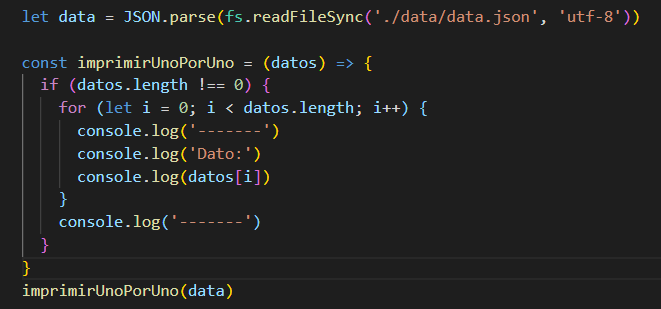 let data = JSON.parse(fs.readFileSync('./data/data.json', 'utf-8'))
const imprimirUnoPorUno = (datos) => {
if (datos.length !== 0) {
for (let i = 0; i < datos.length; i++) {
console.log('-------')
console.log('Dato:')
console.log(datos[i])
}
console.log('-------')
}
}
imprimirUnoPorUno(data)